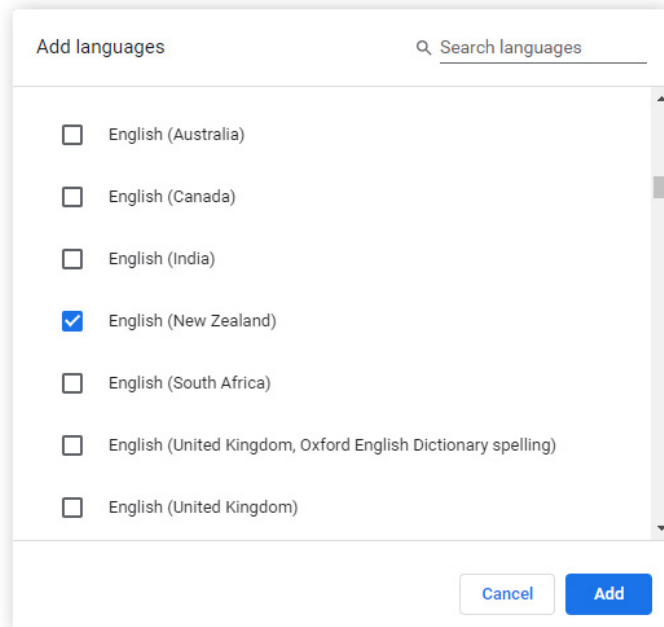 Add languages
Search languages
English (Australia)
English (Canada)
English (India)
English (New Zealand)
English (South Africa)
English (United Kingdom, Oxford English Dictionary spelling)
English (United Kingdom)
Cancel
Add